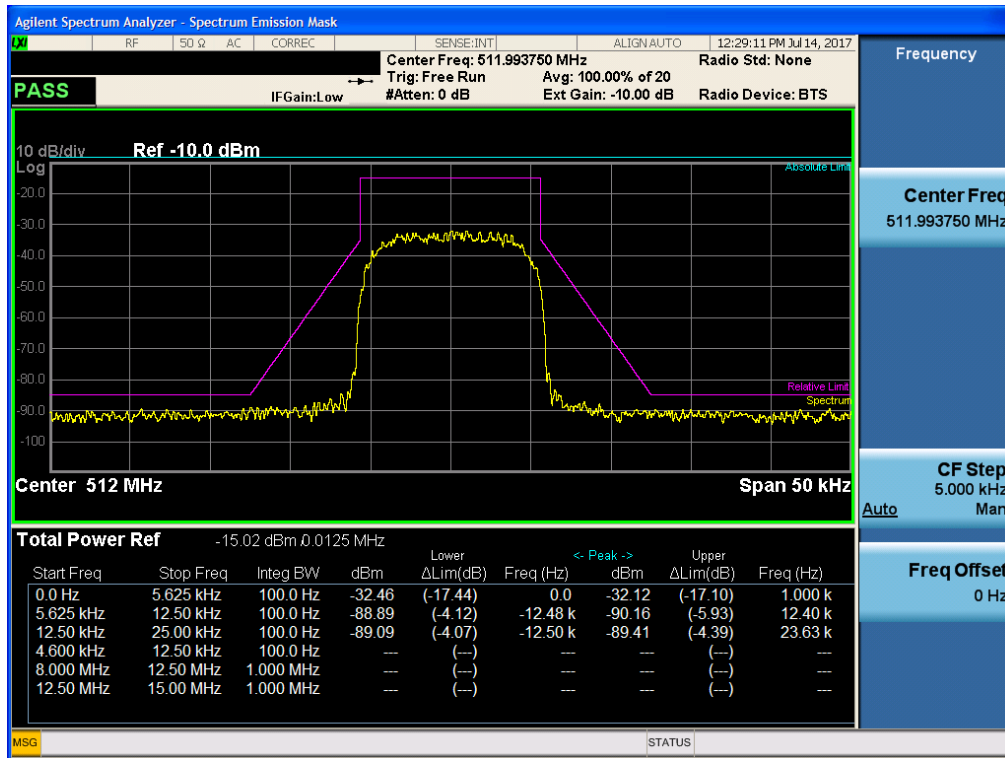 Agilent Spectrum Analyzer - Spectrum Emission Mask
LXI RF 50 Ω AC CORREC SENSE:INT ALIGN AUTO 12:29:11 PM Jul 14, 2017
Center Freq: 511.993750 MHz Radio Std: None
Trig: Free Run Avg: 100.00% of 20
PASS IFGain:Low #Atten: 0 dB Ext Gain: -10.00 dB Radio Device: BTS
10 dB/div Ref -10.0 dBm
Log Absolute Limit
-20.0
-30.0
-40.0
-50.0
-60.0
-70.0
-80.0
Relative Limit
Spectrum
-90.0
-100
Center 512 MHz Span 50 kHz
Total Power Ref -15.02 dBm / 0.0125 MHz
Lower <- Peak -> Upper
Start Freq Stop Freq Integ BW dBm ΔLim(dB) Freq (Hz) dBm ΔLim(dB) Freq (Hz)
0.0 Hz 5.625 kHz 100.0 Hz -32.46 (-17.44) 0.0 -32.12 (-17.10) 1.000 k
5.625 kHz 12.50 kHz 100.0 Hz -88.89 (-4.12) -12.48 k -90.16 (-5.93) 12.40 k
12.50 kHz 25.00 kHz 100.0 Hz -89.09 (-4.07) -12.50 k -89.41 (-4.39) 23.63 k
4.600 kHz 12.50 kHz 100.0 Hz --- (---) --- --- (---) ---
8.000 MHz 12.50 MHz 1.000 MHz --- (---) --- --- (---) ---
12.50 MHz 15.00 MHz 1.000 MHz --- (---) --- --- (---) ---
MSG STATUS
Frequency
Center Freq
511.993750 MHz
CF Step
5.000 kHz
Auto Man
Freq Offset
0 Hz